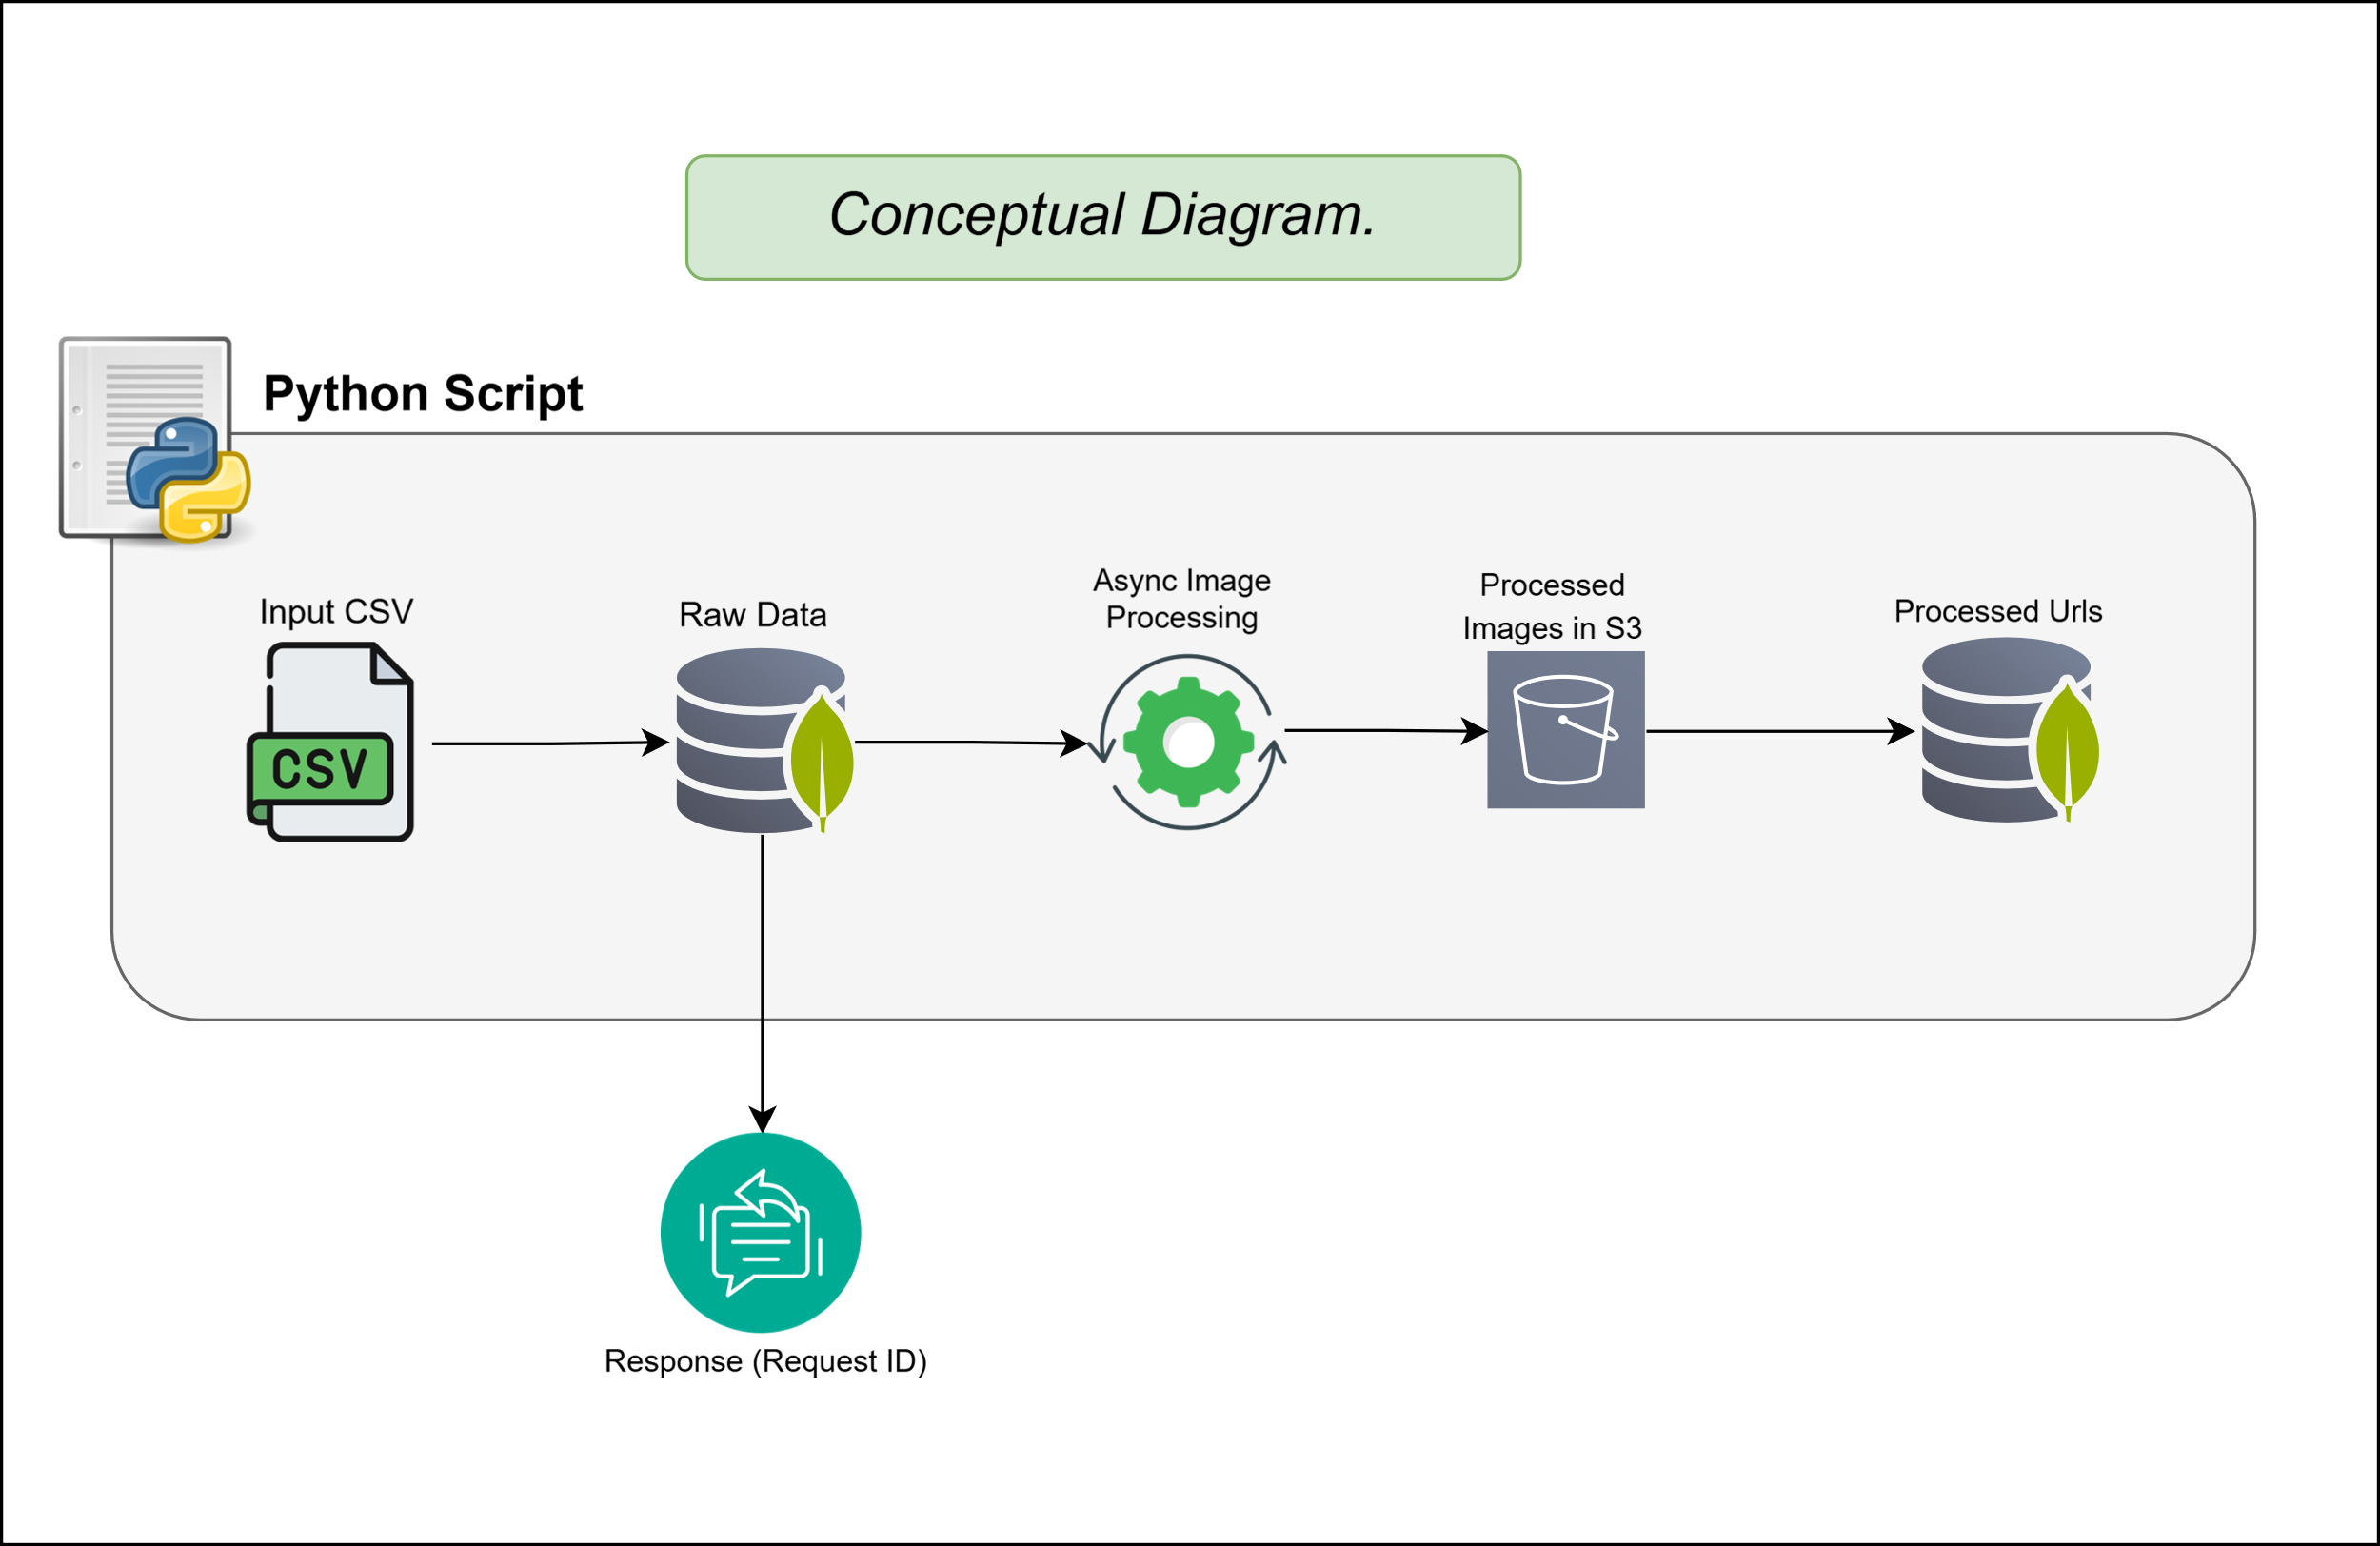 Conceptual Diagram.
Python Script
Input CSV
CSV
Raw Data
Async Image
Processing
Processed
Images in S3
Processed Urls
Response (Request ID)